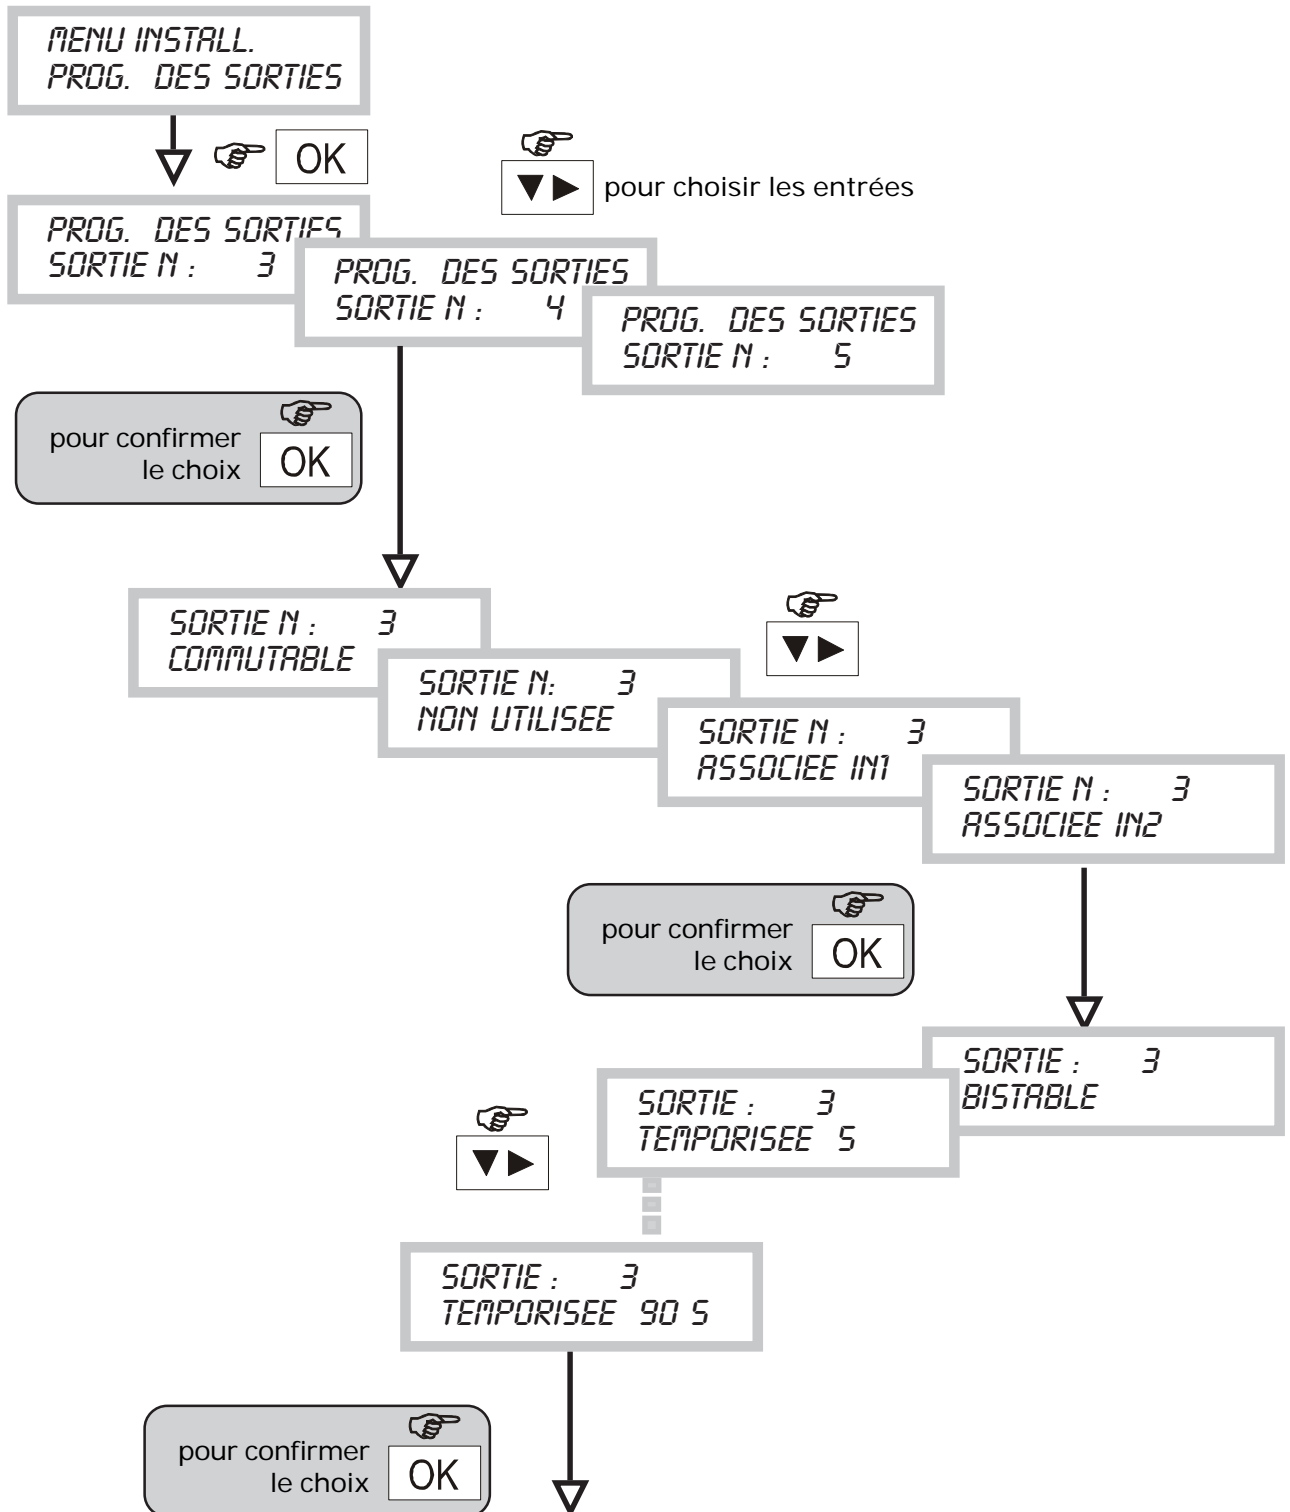 MENU INSTALL.
PROG. DES SORTIES
OK
pour choisir les entrées
PROG. DES SORTIES
SORTIE N : 3
PROG. DES SORTIES
SORTIE N : 4
PROG. DES SORTIES
SORTIE N : 5
pour confirmer
le choix
OK
SORTIE N : 3
COMMUTABLE
SORTIE N: 3
NON UTILISEE
SORTIE N : 3
ASSOCIEE IN1
SORTIE N : 3
ASSOCIEE IN2
pour confirmer
le choix
OK
SORTIE : 3
BISTABLE
SORTIE : 3
TEMPORISEE S
SORTIE : 3
TEMPORISEE 90 S
pour confirmer
le choix
OK